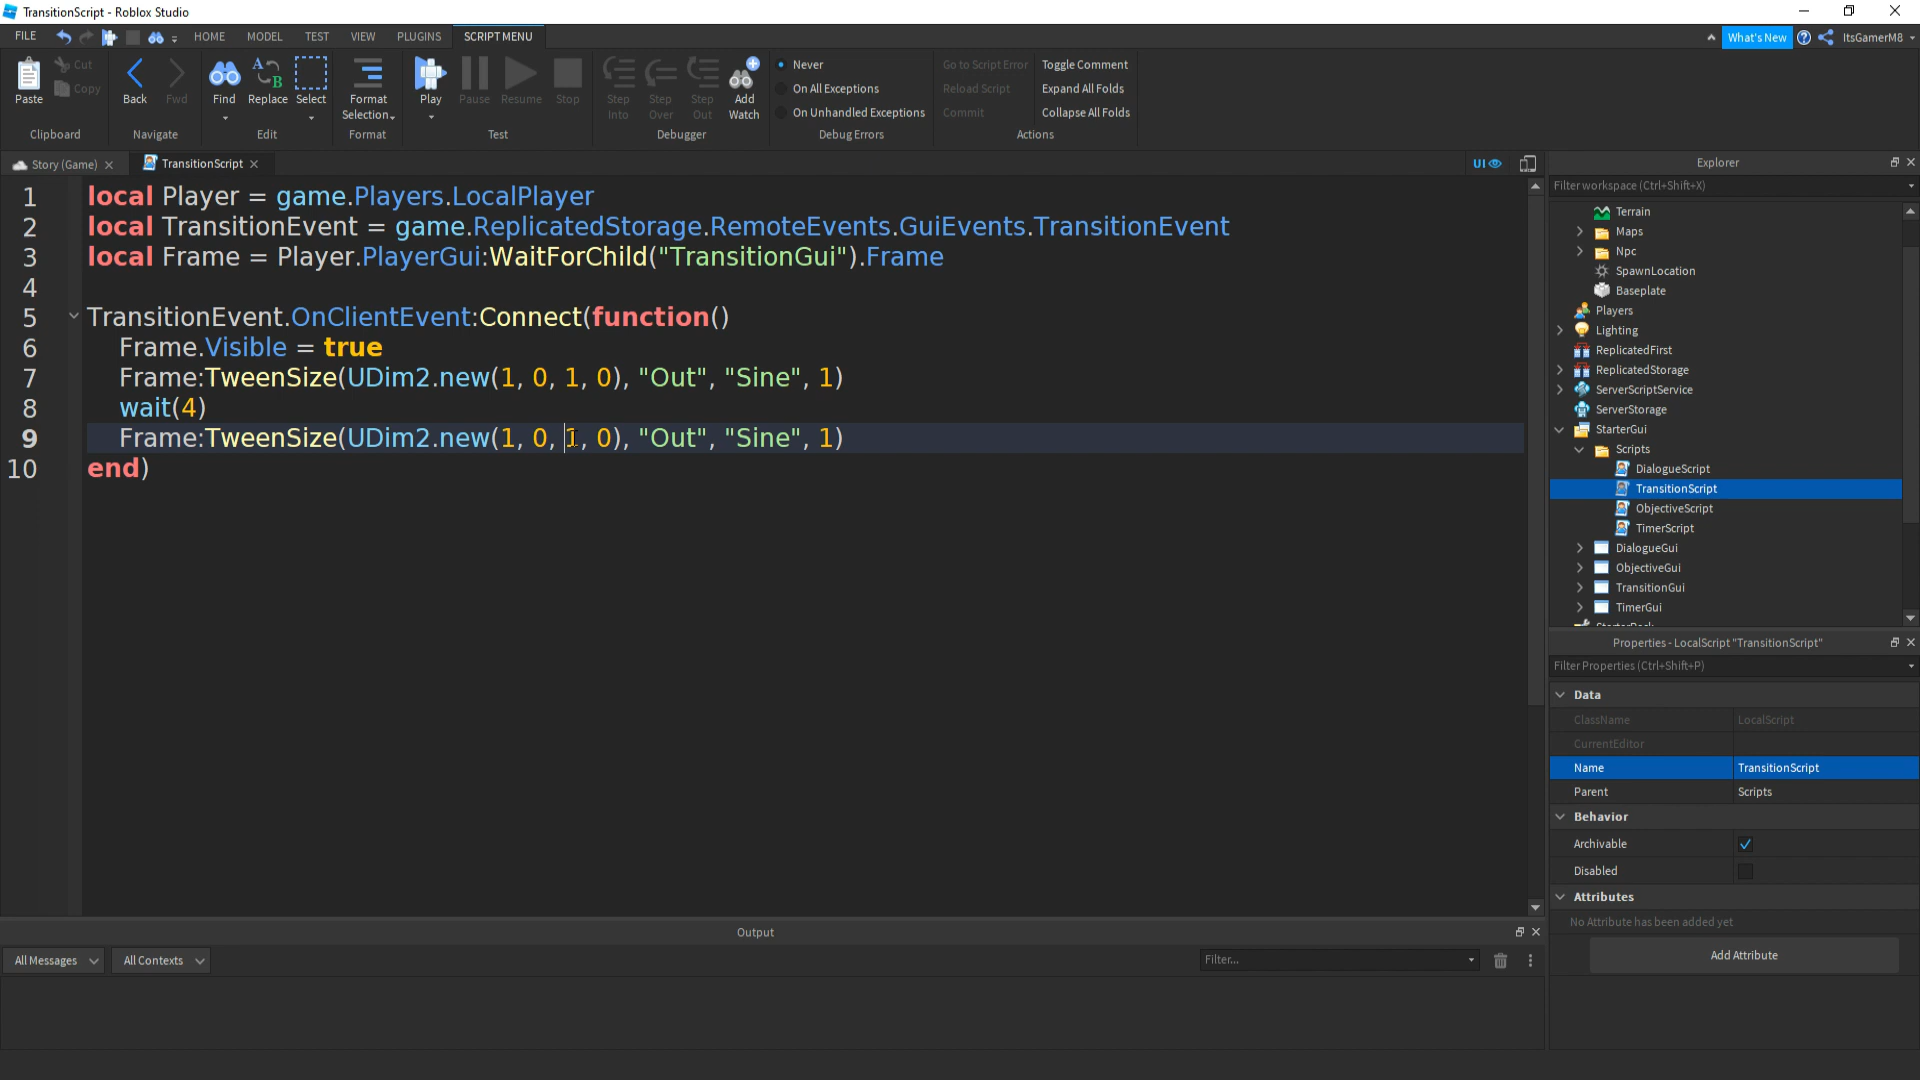 TransitionScript - Roblox Studio
FILE HOME MODEL TEST VIEW PLUGINS SCRIPT MENU What's New ItsGamerM8
Paste Cut Copy Back Fwd Find Replace Select Format Selection Play Pause Resume Stop Step Into Step Over Step Out Add Watch
Never Go to Script Error Toggle Comment
On All Exceptions Reload Script Expand All Folds
On Unhandled Exceptions Commit Collapse All Folds
Clipboard Navigate Edit Format Test Debugger Debug Errors Actions
Story (Game) TransitionScript UI
1 local Player = game.Players.LocalPlayer
2 local TransitionEvent = game.ReplicatedStorage.RemoteEvents.GuiEvents.TransitionEvent
3 local Frame = Player.PlayerGui:WaitForChild("TransitionGui").Frame
4
5 TransitionEvent.OnClientEvent:Connect(function()
6 Frame.Visible = true
7 Frame:TweenSize(UDim2.new(1, 0, 1, 0), "Out", "Sine", 1)
8 wait(4)
9 Frame:TweenSize(UDim2.new(1, 0, 1, 0), "Out", "Sine", 1)
10 end)
Explorer
Filter workspace (Ctrl+Shift+X)
Terrain
Maps
Npc
SpawnLocation
Baseplate
Players
Lighting
ReplicatedFirst
ReplicatedStorage
ServerScriptService
ServerStorage
StarterGui
Scripts
DialogueScript
TransitionScript
ObjectiveScript
TimerScript
DialogueGui
ObjectiveGui
TransitionGui
TimerGui
Properties - LocalScript "TransitionScript"
Filter Properties (Ctrl+Shift+P)
Data
ClassName LocalScript
CurrentEditor
Name TransitionScript
Parent Scripts
Behavior
Archivable
Disabled
Attributes
No Attribute has been added yet
Add Attribute
Output
All Messages All Contexts Filter...